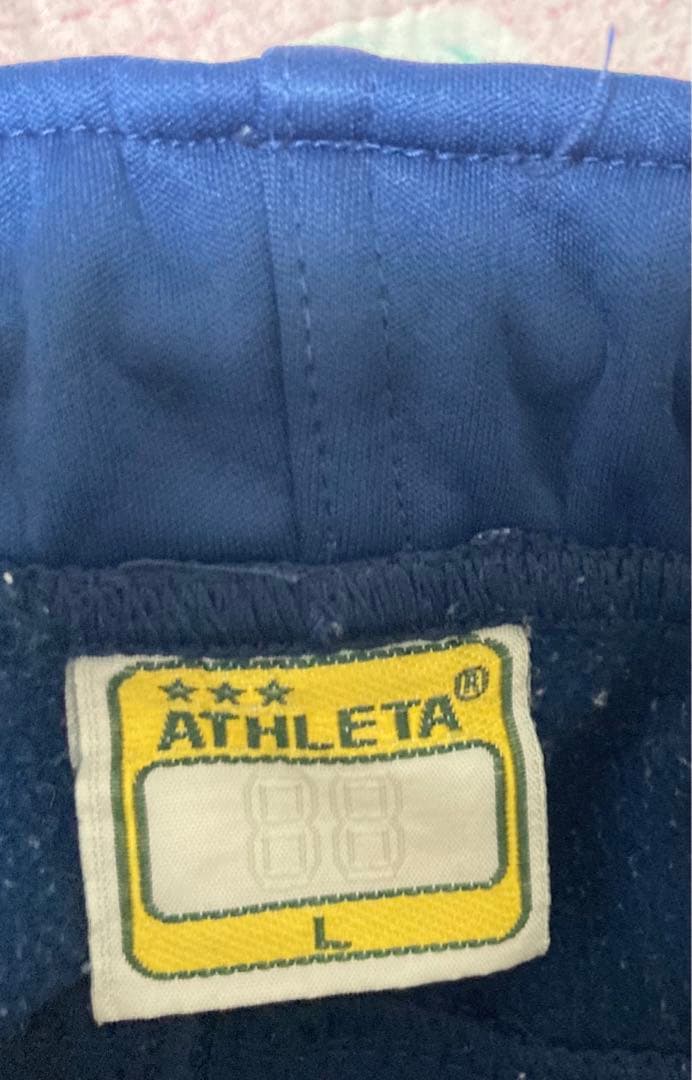 ★★★ ®
ATHLETA
88
L